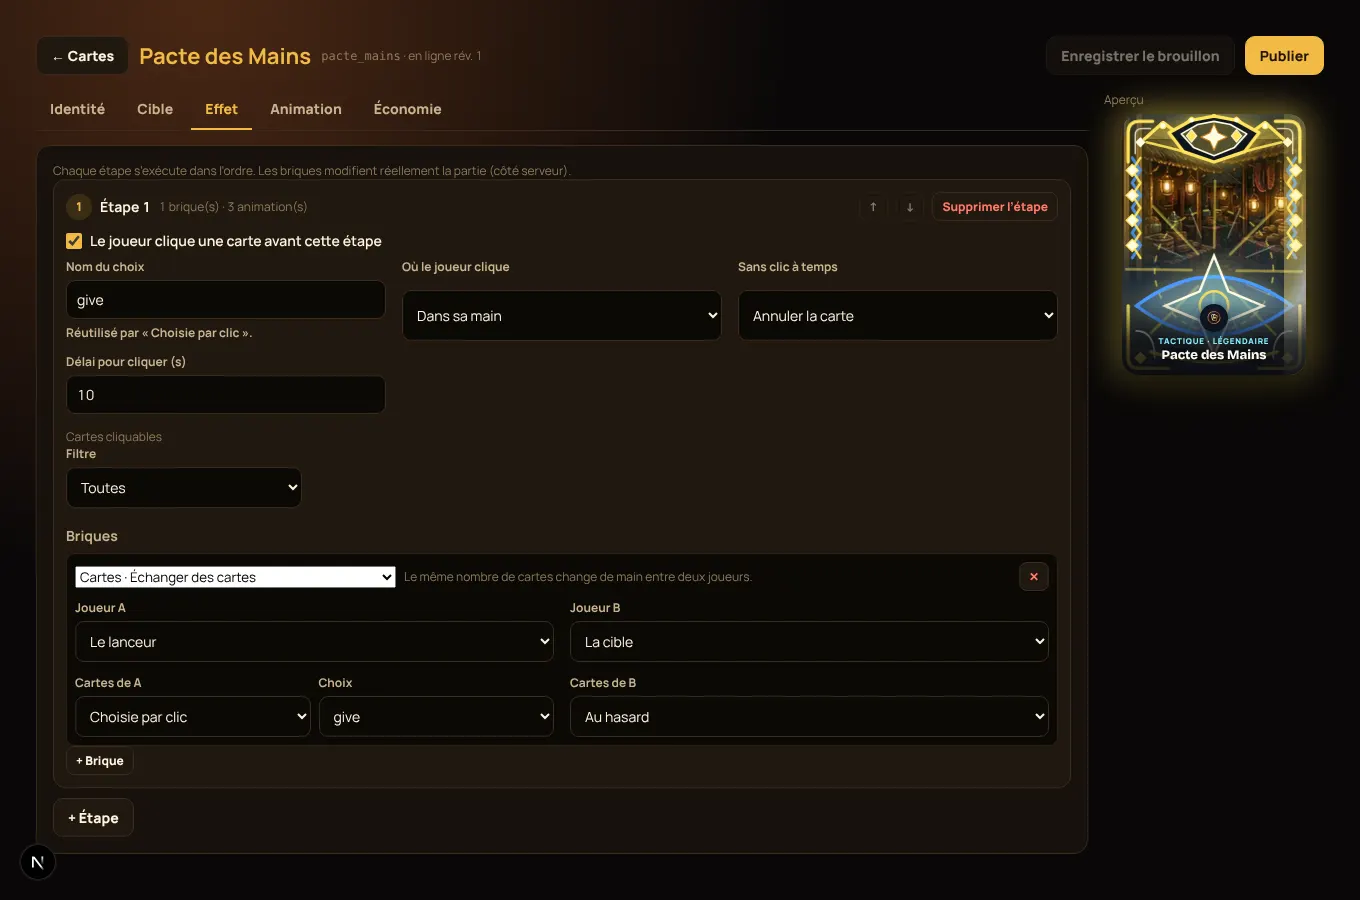 ← Cartes
Pacte des Mains
pacte_mains · en ligne rév. 1
Enregistrer le brouillon
Publier
Identité
Cible
Effet
Animation
Économie
Aperçu
TACTIQUE · LÉGENDAIRE
Pacte des Mains
Chaque étape s'exécute dans l'ordre. Les briques modifient réellement la partie (côté serveur).
1
Étape 1
1 brique(s) · 3 animation(s)
↑
↓
Supprimer l'étape
Le joueur clique une carte avant cette étape
Nom du choix
Où le joueur clique
Sans clic à temps
give
Dans sa main
Annuler la carte
Réutilisé par « Choisie par clic ».
Délai pour cliquer (s)
10
Cartes cliquables
Filtre
Toutes
Briques
Cartes · Échanger des cartes
Le même nombre de cartes change de main entre deux joueurs.
×
Joueur A
Joueur B
Le lanceur
La cible
Cartes de A
Choix
Cartes de B
Choisie par clic
give
Au hasard
+ Brique
+ Étape
N